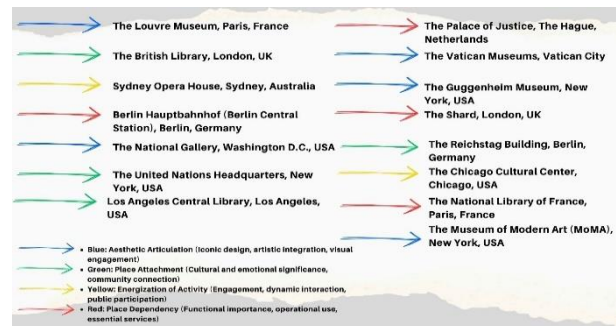 The Louvre Museum, Paris, France
The British Library, London, UK
Sydney Opera House, Sydney, Australia
Berlin Hauptbahnhof (Berlin Central
Station), Berlin, Germany
The National Gallery, Washington D.C., USA
The United Nations Headquarters, New
York, USA
Los Angeles Central Library, Los Angeles,
USA
The Palace of Justice, The Hague,
Netherlands
The Vatican Museums, Vatican City
The Guggenheim Museum, New
York, USA
The Shard, London, UK
The Reichstag Building, Berlin,
Germany
The Chicago Cultural Center,
Chicago, USA
The National Library of France,
Paris, France
The Museum of Modern Art (MoMA),
New York, USA
• Blue: Aesthetic Articulation (Iconic design, artistic integration, visual
engagement)
• Green: Place Attachment (Cultural and emotional significance,
community connection)
• Yellow: Energization of Activity (Engagement, dynamic interaction,
public participation)
• Red: Place Dependency (Functional importance, operational use,
essential services)